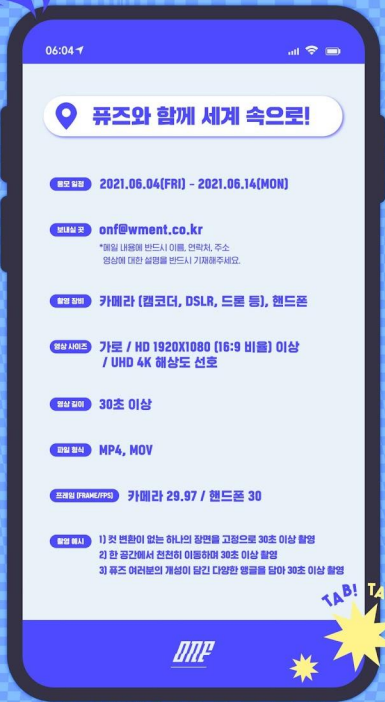 06:04
퓨즈와 함께 세계 속으로!
응모 일정 2021.06.04(FRI) - 2021.06.14(MON)
보내실 곳 onf@wment.co.kr
*메일 내용에 반드시 이름, 연락처, 주소
영상에 대한 설명을 반드시 기재해주세요.
촬영 장비 카메라 (캠코더, DSLR, 드론 등), 핸드폰
영상 사이즈 가로 / HD 1920X1080 (16:9 비율) 이상
/ UHD 4K 해상도 선호
영상 길이 30초 이상
파일 형식 MP4, MOV
프레임 (FRAME/FPS) 카메라 29.97 / 핸드폰 30
촬영 예시 1) 컷 변환이 없는 하나의 장면을 고정으로 30초 이상 촬영
2) 한 공간에서 천천히 이동하며 30초 이상 촬영
3) 퓨즈 여러분의 개성이 담긴 다양한 앵글을 담아 30초 이상 촬영
TAB! TA
ONF